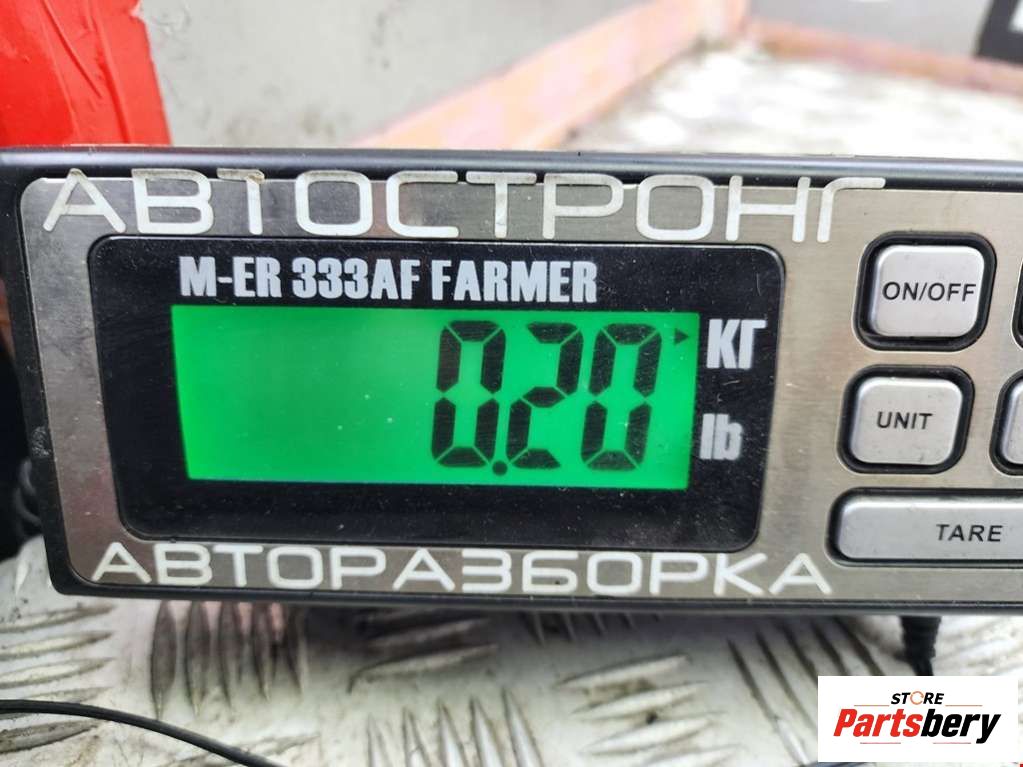 АВТОСТРОНГ
M-ER 333AF FARMER
0.20
КГ
lb
ON/OFF
UNIT
TARE
АВТОРАЗБОРКА
STORE
Partsbery